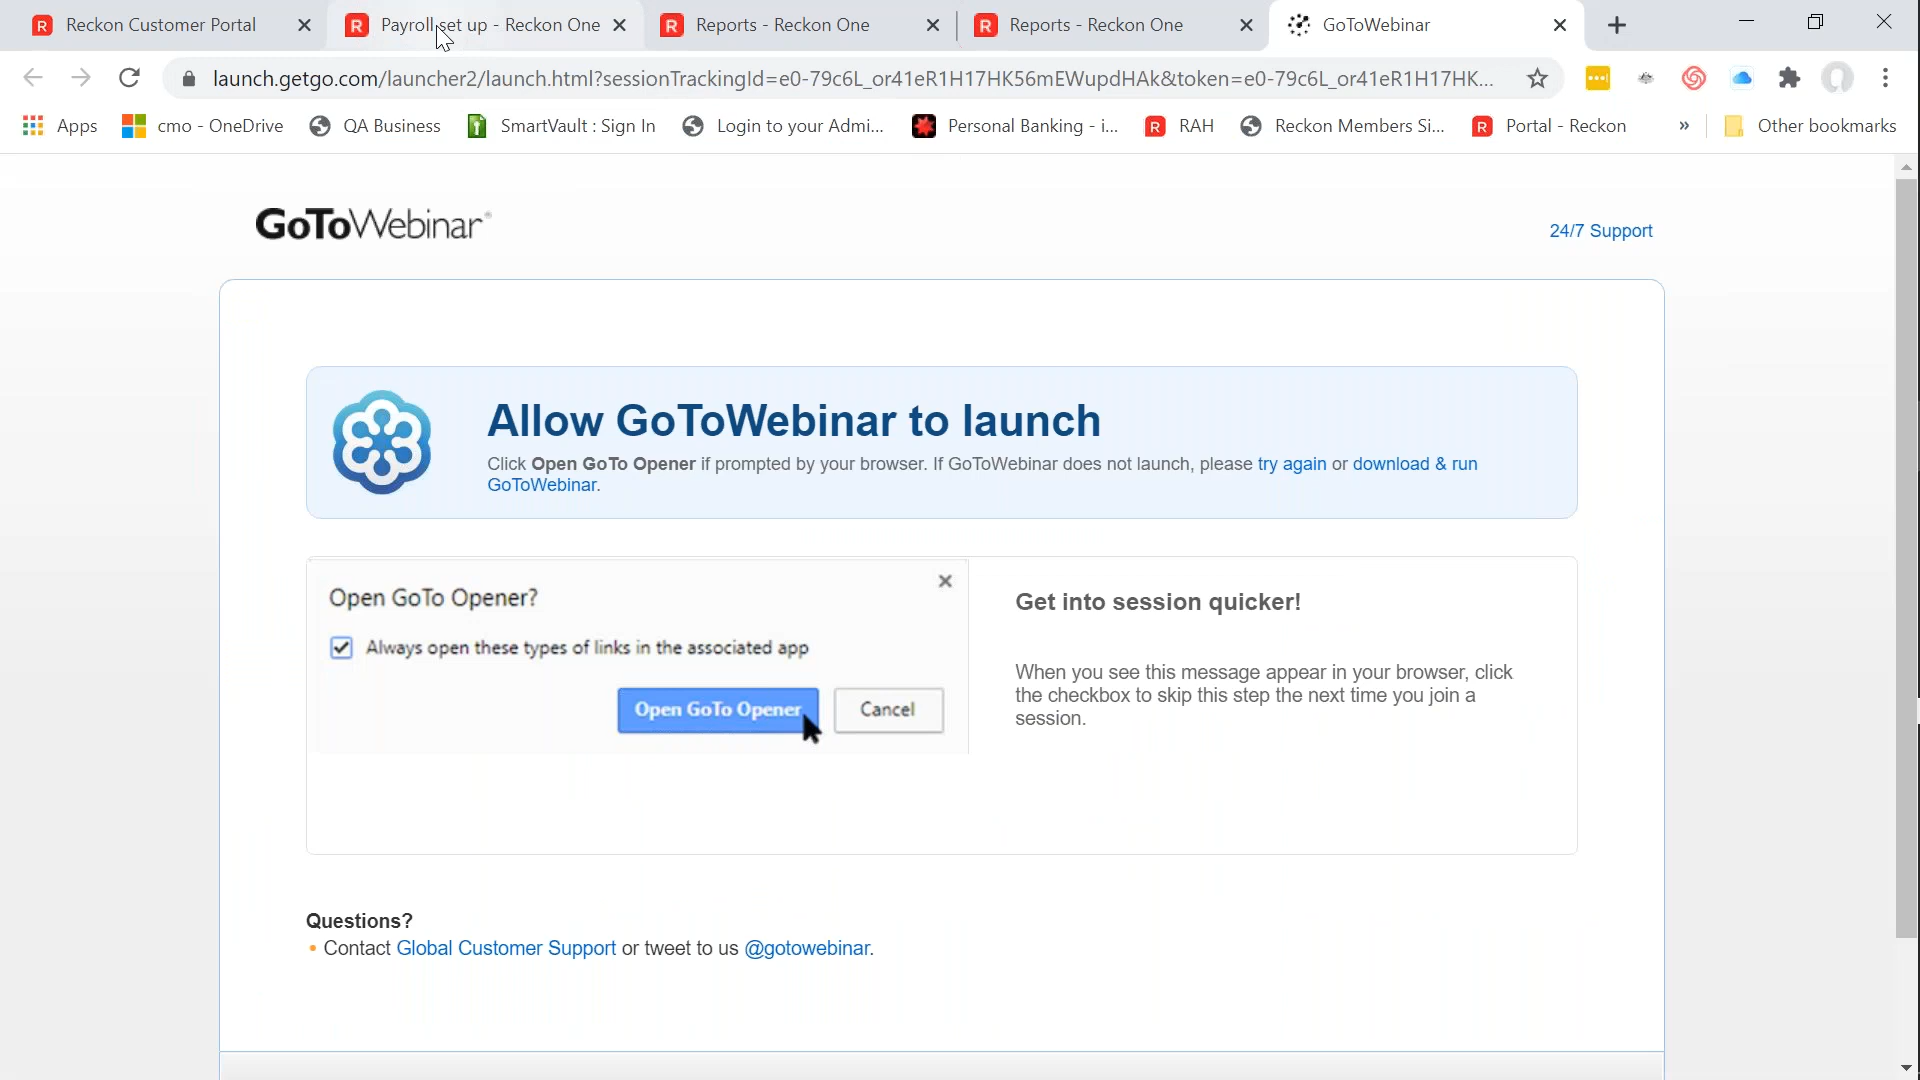 Reckon Customer Portal
Payroll set up - Reckon One
Reports - Reckon One
Reports - Reckon One
GoToWebinar
launch.getgo.com/launcher2/launch.html?sessionTrackingId=e0-79c6L_or41eR1H17HK56mEWupdHAk&token=e0-79c6L_or41eR1H17HK...
Apps
cmo - OneDrive
QA Business
SmartVault : Sign In
Login to your Admi...
Personal Banking - i...
RAH
Reckon Members Si...
Portal - Reckon
»
Other bookmarks
GoToWebinar®
24/7 Support
Allow GoToWebinar to launch
Click Open GoTo Opener if prompted by your browser. If GoToWebinar does not launch, please try again or download & run
GoToWebinar.
Open GoTo Opener?
Always open these types of links in the associated app
Open GoTo Opener
Cancel
Get into session quicker!
When you see this message appear in your browser, click
the checkbox to skip this step the next time you join a
session.
Questions?
• Contact Global Customer Support or tweet to us @gotowebinar.